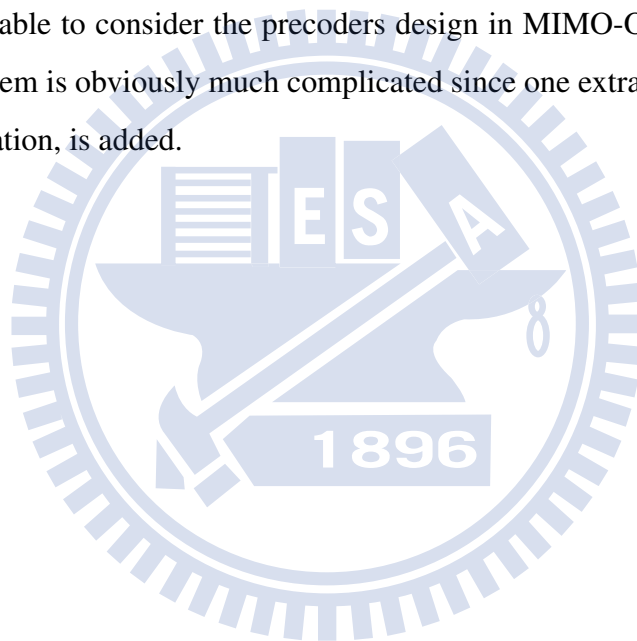 able to consider the precoders design in MIMO-C
em is obviously much complicated since one extra
ation, is added.
E S A
1896